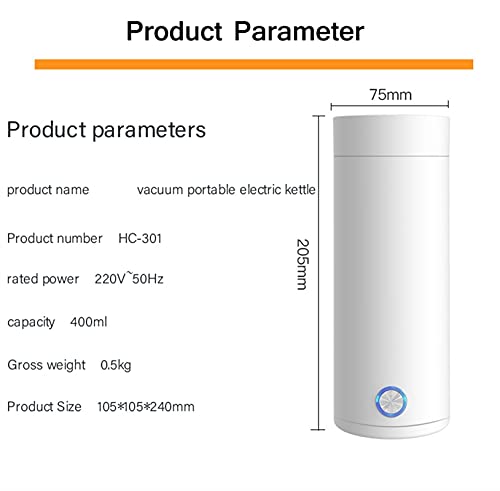 Product Parameter
75mm
Product parameters
product name vacuum portable electric kettle
Product number HC-301
205mm
rated power 220V~50Hz
capacity 400ml
Gross weight 0.5kg
Product Size 105*105*240mm